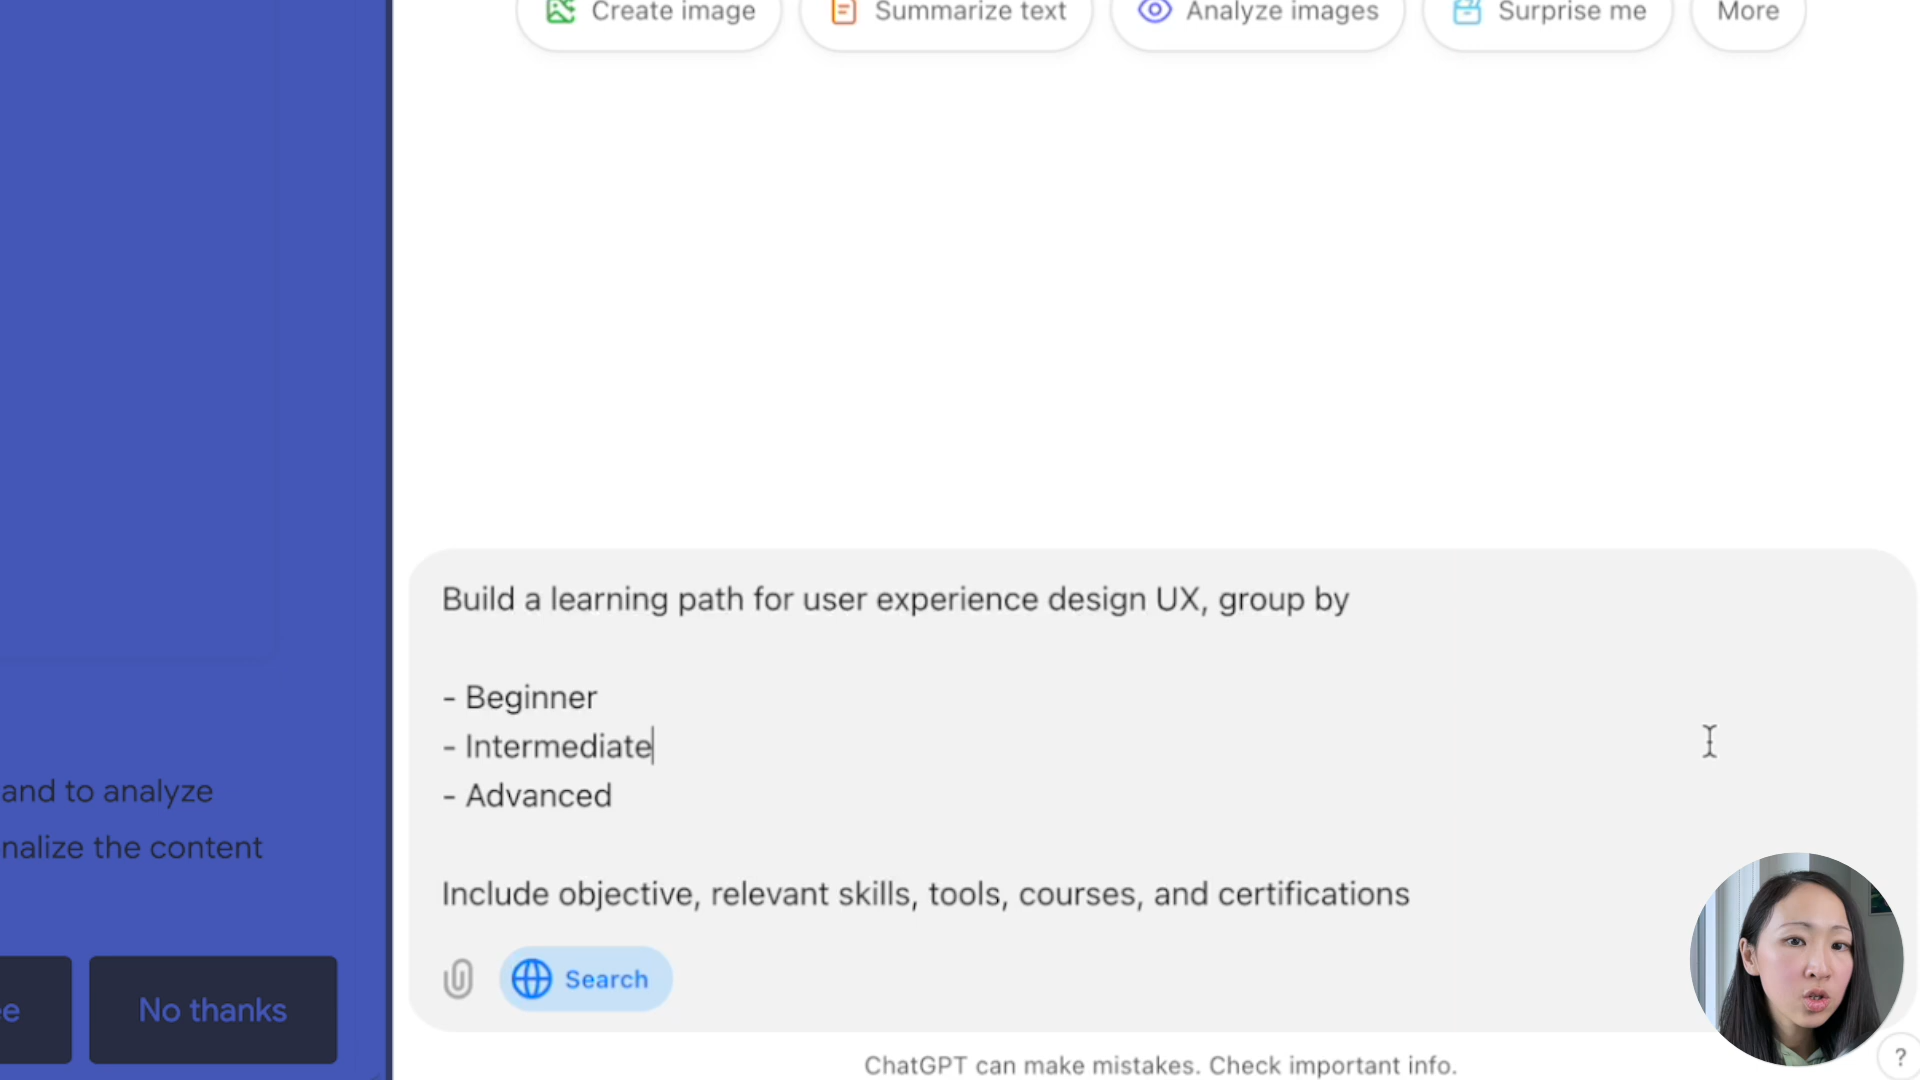 Create image
Summarize text
Analyze images
Surprise me
More
Build a learning path for user experience design UX, group by
- Beginner
- Intermediate
- Advanced
Include objective, relevant skills, tools, courses, and certifications
Search
ChatGPT can make mistakes. Check important info.
?
and to analyze
nalize the content
e
No thanks